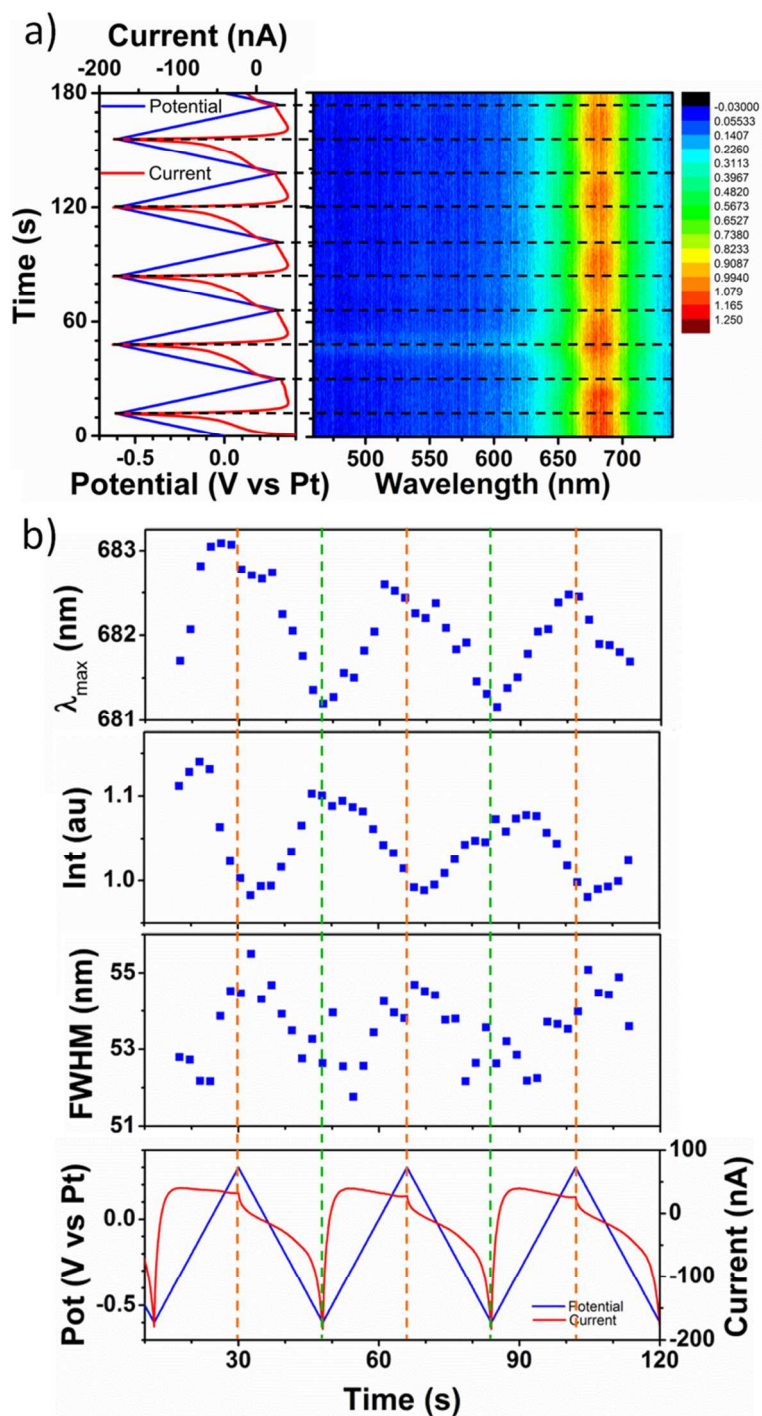 a)
Current (nA)
-200 -100 0
Potential
Current
180
120
60
0
Time (s)
-0.5 0.0
Potential (V vs Pt)
500 550 600 650 700
Wavelength (nm)
-0.03000
0.05533
0.1407
0.2260
0.3113
0.3967
0.4820
0.5673
0.6527
0.7380
0.8233
0.9087
0.9940
1.079
1.165
1.250
b)
683
682
681
λmax (nm)
1.1
1.0
Int (au)
55
53
51
FWHM (nm)
0.0
-0.5
Pot (V vs Pt)
100
0
-100
-200
Current (nA)
Potential
Current
30 60 90 120
Time (s)